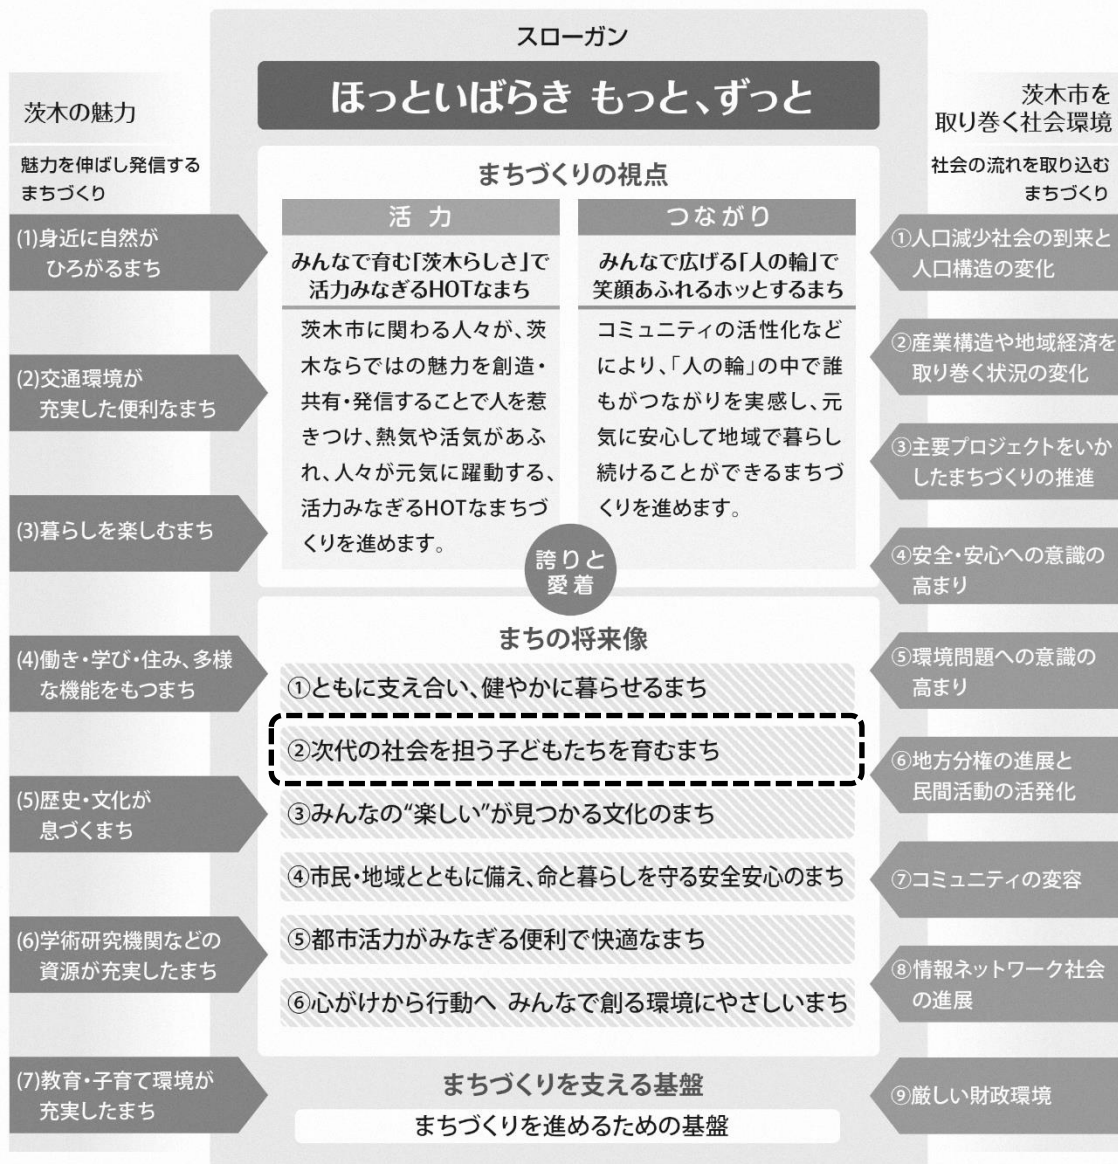 スローガン
ほっといばらき もっと、ずっと
茨木の魅力
魅力を伸ばし発信する
まちづくり
(1)身近に自然が
ひろがるまち
(2)交通環境が
充実した便利なまち
(3)暮らしを楽しむまち
(4)働き・学び・住み、多様
な機能をもつまち
(5)歴史・文化が
息づくまち
(6)学術研究機関などの
資源が充実したまち
(7)教育・子育て環境が
充実したまち
まちづくりの視点
活力
みんなで育む「茨木らしさ」で
活力みなぎるHOTなまち
茨木市に関わる人々が、茨
木ならではの魅力を創造・
共有・発信することで人を惹
きつけ、熱気や活気があふ
れ、人々が元気に躍動する、
活力みなぎるHOTなまちづ
くりを進めます。
つながり
みんなで広げる「人の輪」で
笑顔あふれるホッとするまち
コミュニティの活性化など
により、「人の輪」の中で誰
もがつながりを実感し、元
気に安心して地域で暮らし
続けることができるまちづ
くりを進めます。
誇りと
愛着
まちの将来像
①ともに支え合い、健やかに暮らせるまち
②次代の社会を担う子どもたちを育むまち
③みんなの“楽しい”が見つかる文化のまち
④市民・地域とともに備え、命と暮らしを守る安全安心のまち
⑤都市活力がみなぎる便利で快適なまち
⑥心がけから行動へ みんなで創る環境にやさしいまち
まちづくりを支える基盤
まちづくりを進めるための基盤
茨木市を
取り巻く社会環境
社会の流れを取り込む
まちづくり
①人口減少社会の到来と
人口構造の変化
②産業構造や地域経済を
取り巻く状況の変化
③主要プロジェクトをいか
したまちづくりの推進
④安全・安心への意識の
高まり
⑤環境問題への意識の
高まり
⑥地方分権の進展と
民間活動の活発化
⑦コミュニティの変容
⑧情報ネットワーク社会
の進展
⑨厳しい財政環境